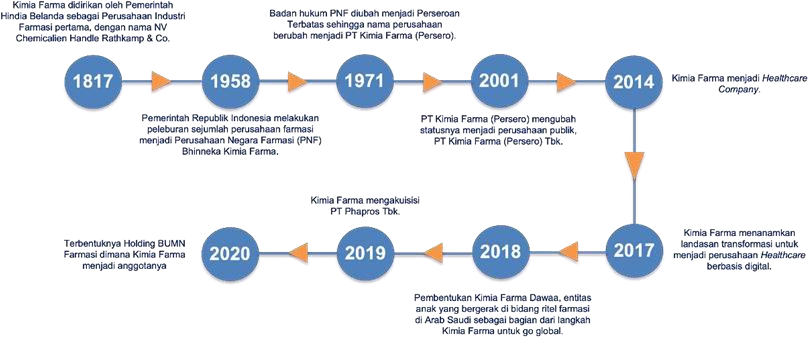 Kimia Farma didirikan oleh Pemerintah
Hindia Belanda sebagai Perusahaan Industri
Farmasi pertama, dengan nama NV
Chemicalien Handle Rathkamp & Co.
1817
1958
Pemerintah Republik Indonesia melakukan
peleburan sejumlah perusahaan farmasi
menjadi Perusahaan Negara Farmasi (PNF)
Bhinneka Kimia Farma.
Badan hukum PNF diubah menjadi Perseroan
Terbatas sehingga nama perusahaan
berubah menjadi PT Kimia Farma (Persero).
1971
2001
PT Kimia Farma (Persero) mengubah
statusnya menjadi perusahaan publik,
PT Kimia Farma (Persero) Tbk.
2014
Kimia Farma menjadi Healthcare
Company.
2017
Kimia Farma menanamkan
landasan transformasi untuk
menjadi perusahaan Healthcare
berbasis digital.
2018
Pembentukan Kimia Farma Dawaa, entitas
anak yang bergerak di bidang ritel farmasi
di Arab Saudi sebagai bagian dari langkah
Kimia Farma untuk go global.
Kimia Farma mengakuisisi
PT Phapros Tbk.
2019
2020
Terbentuknya Holding BUMN
Farmasi dimana Kimia Farma
menjadi anggotanya